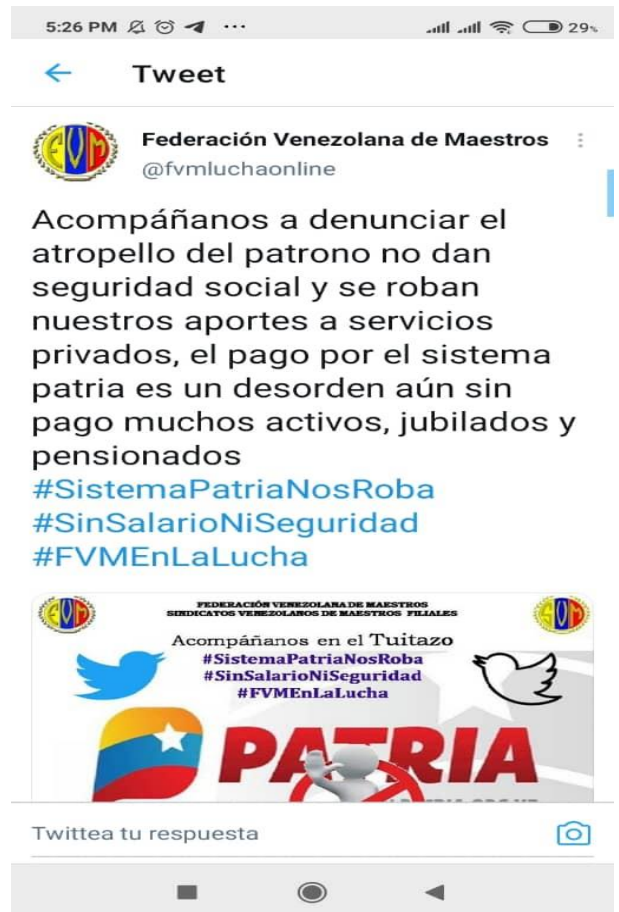 5:26 PM
29%
Tweet
Federación Venezolana de Maestros
@fvmluchaonline
Acompáñanos a denunciar el
atropello del patrono no dan
seguridad social y se roban
nuestros aportes a servicios
privados, el pago por el sistema
patria es un desorden aún sin
pago muchos activos, jubilados y
pensionados
#SistemaPatriaNosRoba
#SinSalarioNiSeguridad
#FVMEnLaLucha
FVM
FEDERACIÓN VENEZOLANA DE MAESTROS
SINDICATOS VENEZOLANOS DE MAESTROS FILIALES
FVM
Acompáñanos en el Tuitazo
#SistemaPatriaNosRoba
#SinSalarioNiSeguridad
#FVMEnLaLucha
PATRIA
Twittea tu respuesta